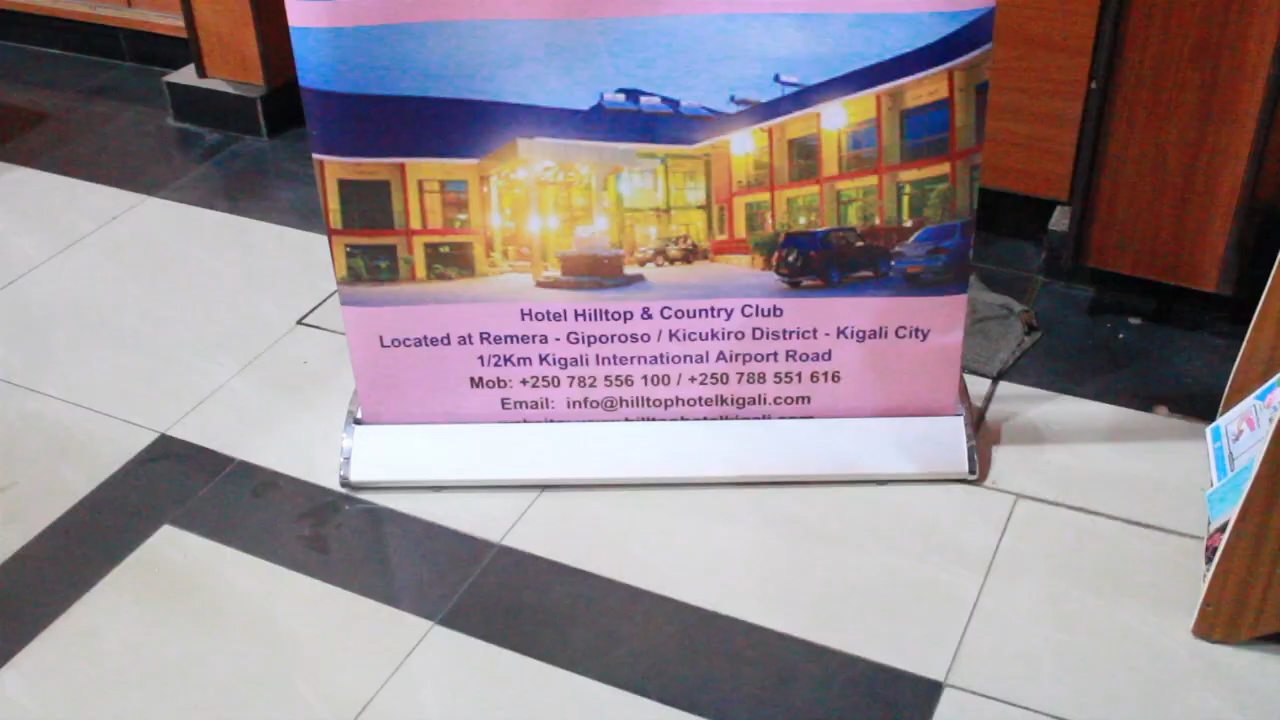 Hotel Hilltop & Country Club
Located at Remera - Giporoso / Kicukiro District - Kigali City
1/2Km Kigali International Airport Road
Mob: +250 782 556 100 / +250 788 551 616
Email: info@hilltophotelkigali.com